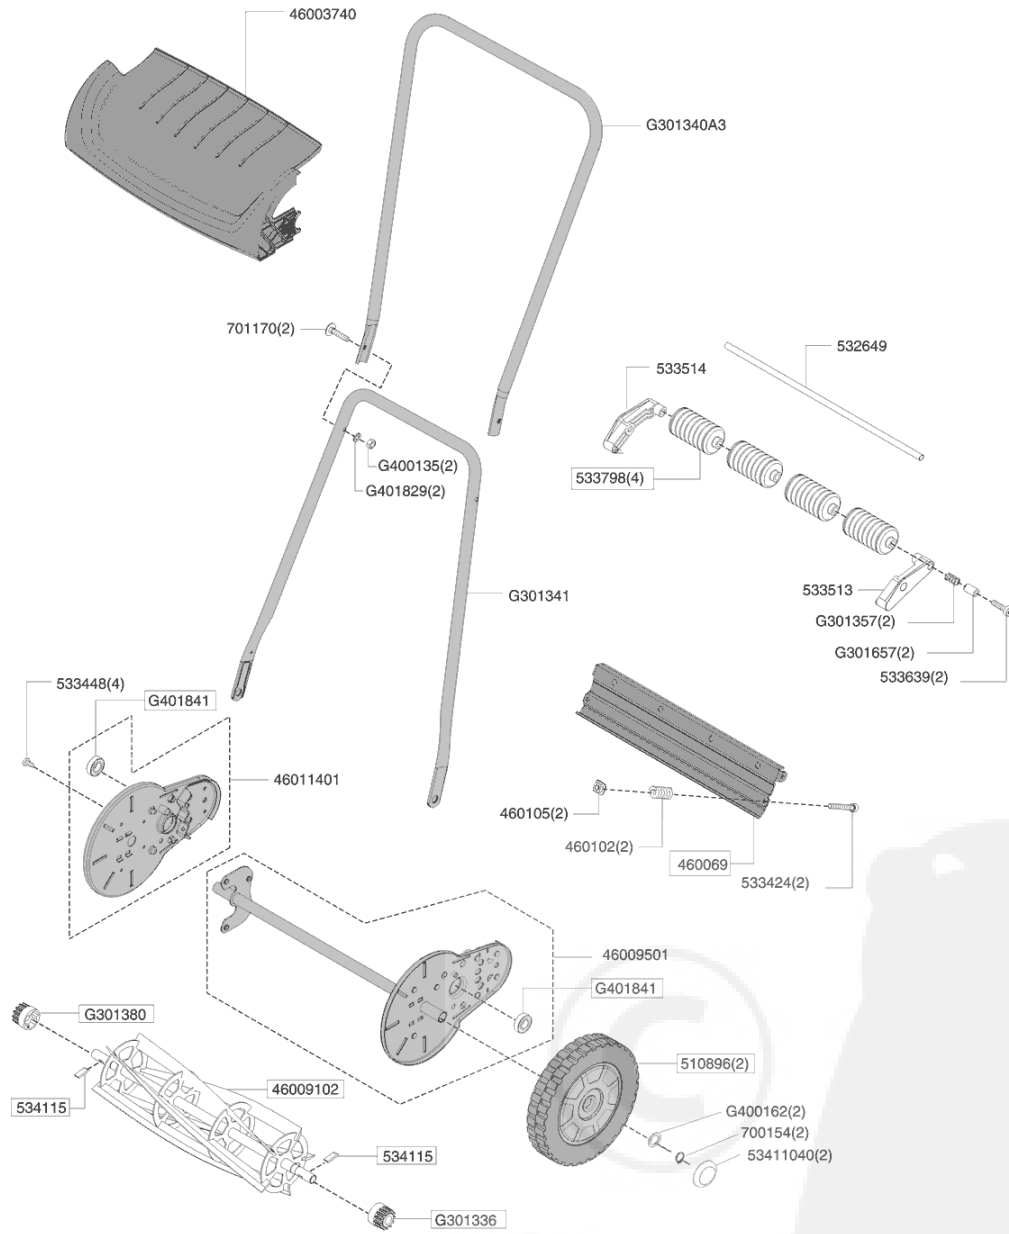 46003740
G301340A3
701170(2)
532649
533514
G400135(2)
533798(4)
G401829(2)
533513
G301341
G301357(2)
G301657(2)
533639(2)
533448(4)
G401841
46011401
460105(2)
460102(2)
460069
533424(2)
46009501
G401841
G301380
510896(2)
46009102
534115
G400162(2)
700154(2)
53411040(2)
534115
G301336
C